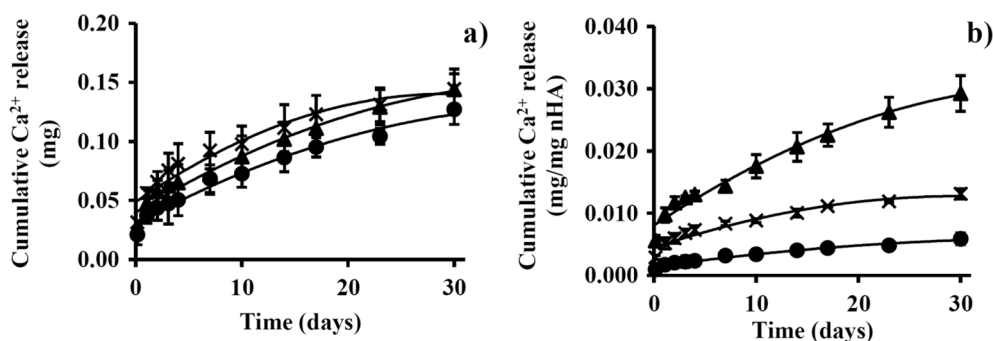 a)
Cumulative Ca²⁺ release
(mg)
0.20
0.15
0.10
0.05
0.00
0
10
20
30
Time (days)
b)
Cumulative Ca²⁺ release
(mg/mg nHA)
0.030
0.020
0.010
0.000
0
10
20
30
Time (days)